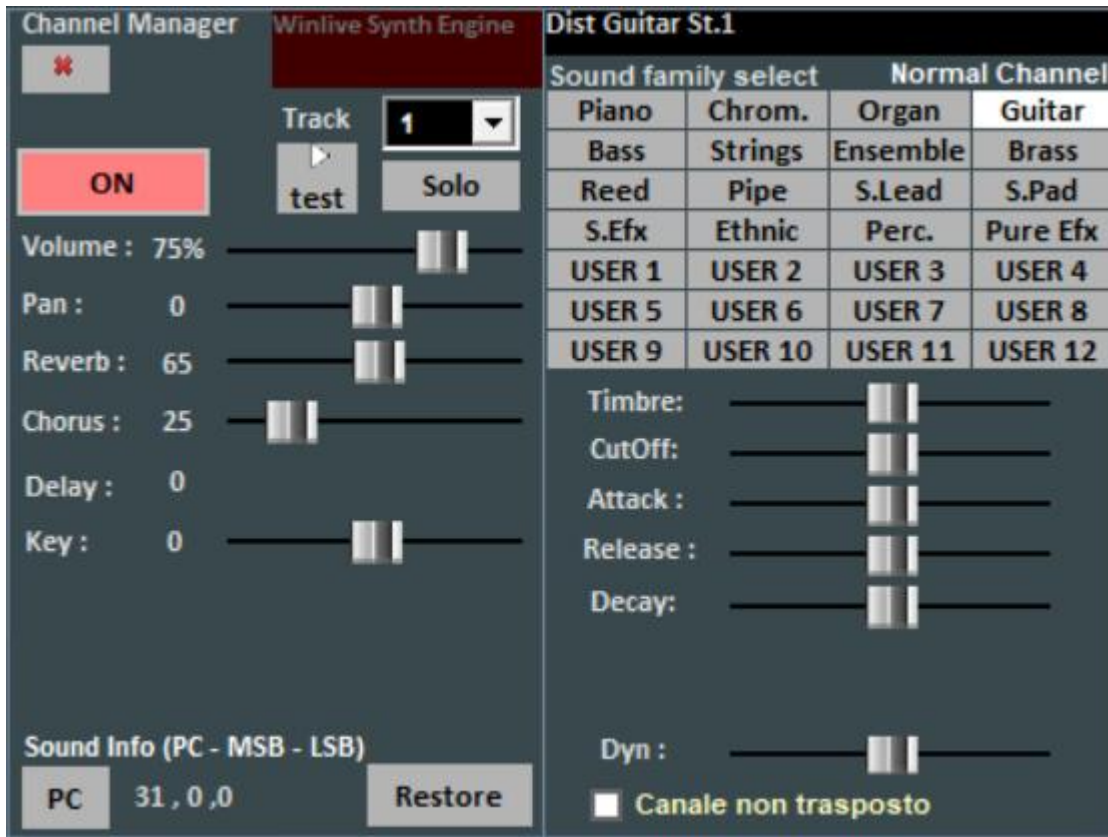 Channel Manager
Winlive Synth Engine
Track
1
ON
test
Solo
Volume : 75%
Pan : 0
Reverb : 65
Chorus : 25
Delay : 0
Key : 0
Sound Info (PC - MSB - LSB)
PC 31 , 0 ,0 Restore
Dist Guitar St.1
Sound family select Normal Channel
Piano Chrom. Organ Guitar
Bass Strings Ensemble Brass
Reed Pipe S.Lead S.Pad
S.Efx Ethnic Perc. Pure Efx
USER 1 USER 2 USER 3 USER 4
USER 5 USER 6 USER 7 USER 8
USER 9 USER 10 USER 11 USER 12
Timbre:
CutOff:
Attack :
Release :
Decay:
Dyn :
Canale non trasposto